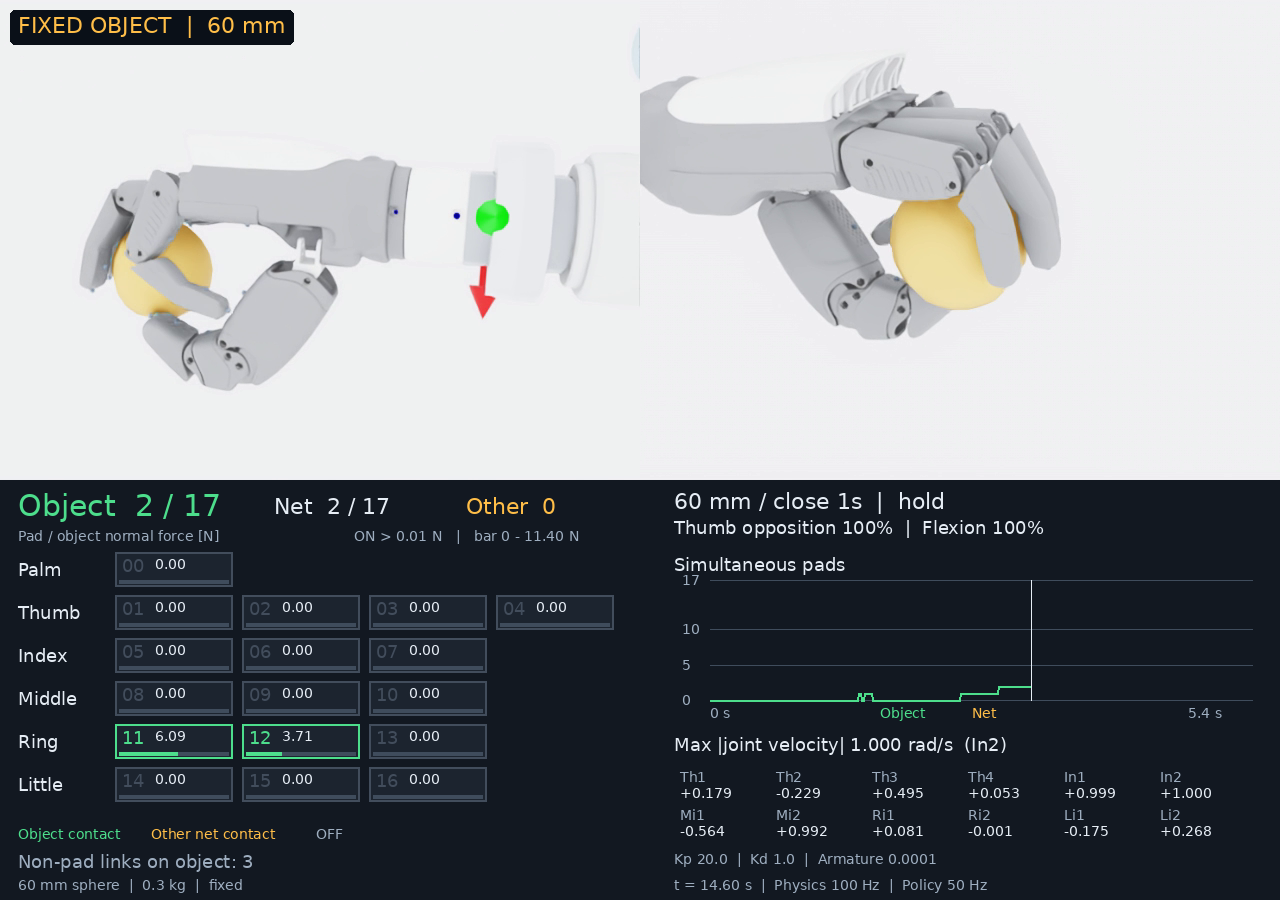 FIXED OBJECT | 60 mm
Object 2 / 17 Net 2 / 17 Other 0
Pad / object normal force [N] ON > 0.01 N | bar 0 - 11.40 N
Palm 00 0.00
Thumb 01 0.00 02 0.00 03 0.00 04 0.00
Index 05 0.00 06 0.00 07 0.00
Middle 08 0.00 09 0.00 10 0.00
Ring 11 6.09 12 3.71 13 0.00
Little 14 0.00 15 0.00 16 0.00
Object contact Other net contact OFF
Non-pad links on object: 3
60 mm sphere | 0.3 kg | fixed
60 mm / close 1s | hold
Thumb opposition 100% | Flexion 100%
Simultaneous pads
17
10
5
0
0 s Object Net 5.4 s
Max |joint velocity| 1.000 rad/s (In2)
Th1 Th2 Th3 Th4 In1 In2
+0.179 -0.229 +0.495 +0.053 +0.999 +1.000
Mi1 Mi2 Ri1 Ri2 Li1 Li2
-0.564 +0.992 +0.081 -0.001 -0.175 +0.268
Kp 20.0 | Kd 1.0 | Armature 0.0001
t = 14.60 s | Physics 100 Hz | Policy 50 Hz